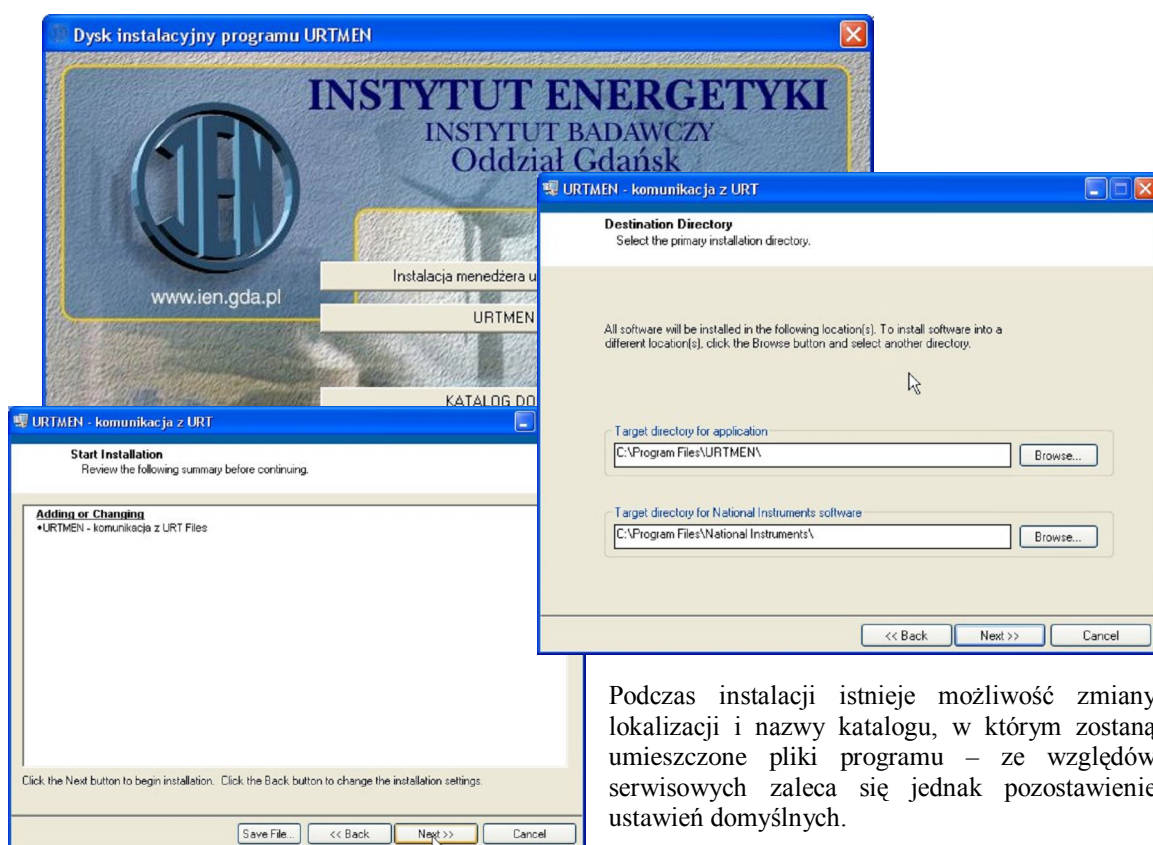 Dysk instalacyjny programu URTMEN
INSTYTUT ENERGETYKI
INSTYTUT BADAWCZY
Oddział Gdańsk
IEN
www.ien.gda.pl
Instalacja menedżera u
URTMEN
KATALOG DO
URTMEN - komunikacja z URT
Destination Directory
Select the primary installation directory.
All software will be installed in the following location(s). To install software into a
different location(s), click the Browse button and select another directory.
Target directory for application
C:\Program Files\URTMEN\
Browse...
Target directory for National Instruments software
C:\Program Files\National Instruments\
Browse...
<< Back Next >> Cancel
URTMEN - komunikacja z URT
Start Installation
Review the following summary before continuing.
Adding or Changing
•URTMEN - komunikacja z URT Files
Click the Next button to begin installation. Click the Back button to change the installation settings.
Save File... << Back Next >> Cancel
Podczas instalacji istnieje możliwość zmiany
lokalizacji i nazwy katalogu, w którym zostaną
umieszczone pliki programu – ze względów
serwisowych zaleca się jednak pozostawienie
ustawień domyślnych.